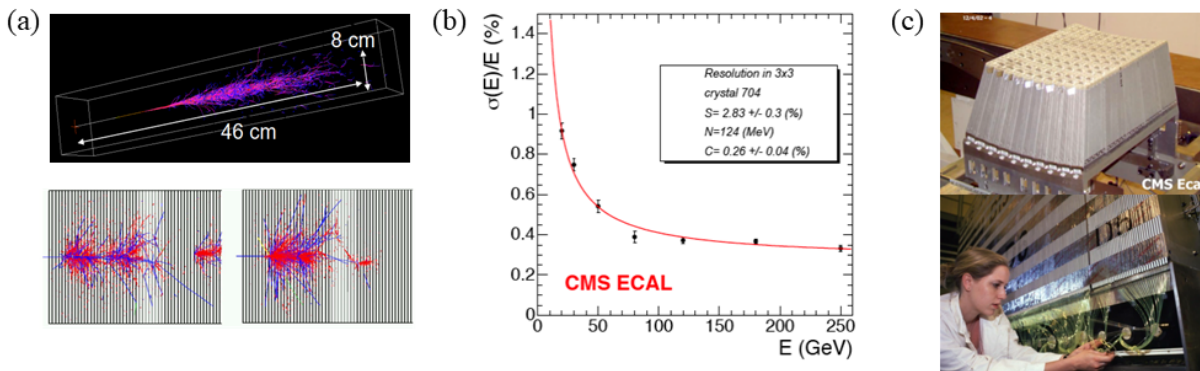 (a)
8 cm
46 cm
(b)
σ(E)/E (%)
1.4
1.2
1
0.8
0.6
0.4
0.2
0
Resolution in 3x3
crystal 704
S= 2.83 +/- 0.3 (%)
N=124 (MeV)
C= 0.26 +/- 0.04 (%)
CMS ECAL
0 50 100 150 200 250
E (GeV)
(c)
CMS Eca